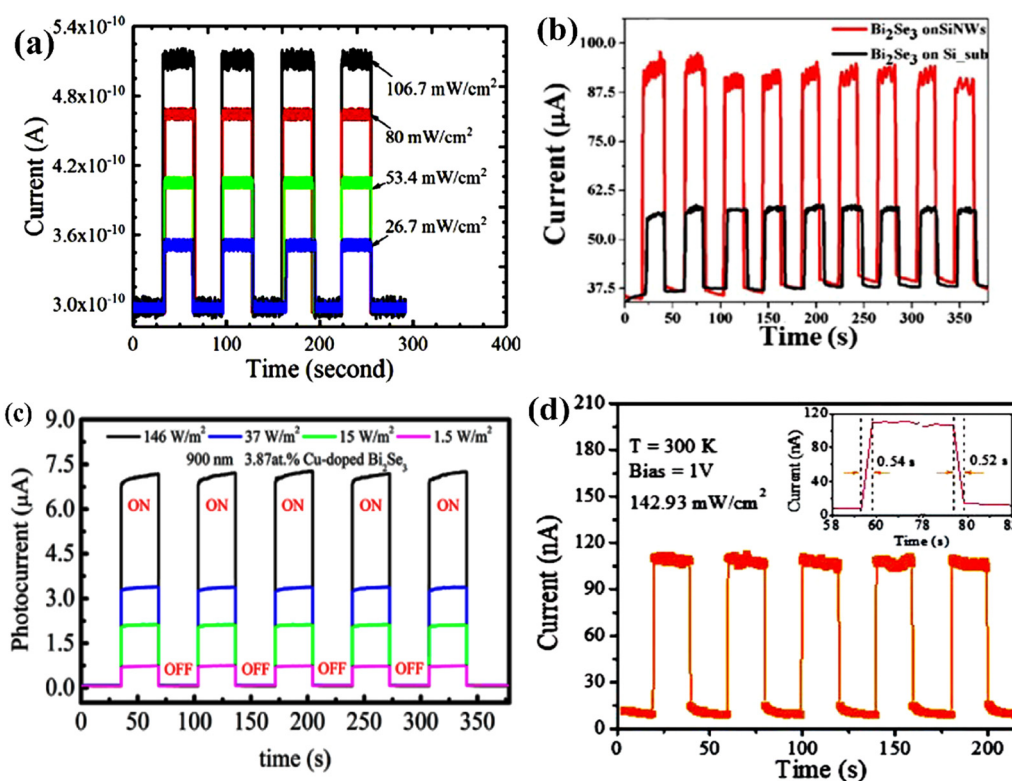 (a)
5.4x10-10
4.8x10-10
4.2x10-10
3.6x10-10
3.0x10-10
Current (A)
106.7 mW/cm2
80 mW/cm2
53.4 mW/cm2
26.7 mW/cm2
0 100 200 300 400
Time (second)
(b)
Bi2Se3 onSiNWs
Bi2Se3 on Si_sub
100.0
87.5
75.0
62.5
50.0
37.5
Current (μA)
0 50 100 150 200 250 300 350
Time (s)
(c)
9.0
7.5
6.0
4.5
3.0
1.5
0.0
Photocurrent (μA)
146 W/m2 37 W/m2 15 W/m2 1.5 W/m2
900 nm 3.87at.% Cu-doped Bi2Se3
ON ON ON ON ON
OFF OFF OFF OFF
0 50 100 150 200 250 300 350
time (s)
(d)
210
180
150
120
90
60
30
0
Current (nA)
T = 300 K
Bias = 1V
142.93 mW/cm2
120
80
40
0
Current (nA)
0.54 s 0.52 s
58 60 78 80 82
Time (s)
0 50 100 150 200
Time (s)